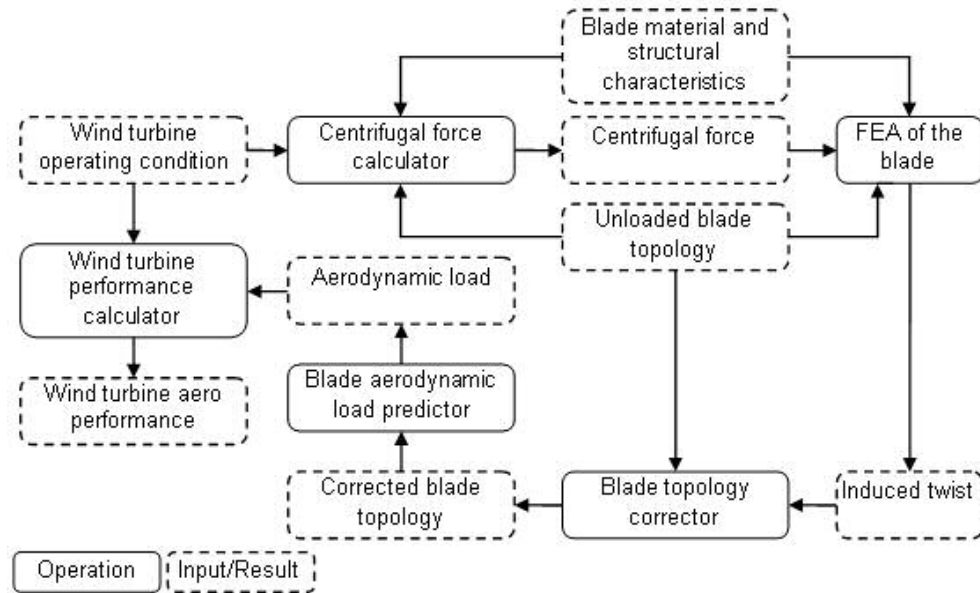 Blade material and
structural
characteristics
Wind turbine
operating condition
Centrifugal force
calculator
Centrifugal force
FEA of the
blade
Unloaded blade
topology
Wind turbine
performance
calculator
Aerodynamic load
Wind turbine aero
performance
Blade aerodynamic
load predictor
Corrected blade
topology
Blade topology
corrector
Induced twist
Operation
Input/Result